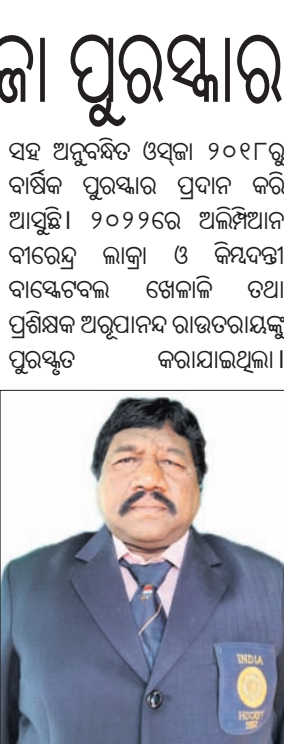 ଜା ପୁରସ୍କାର
ସହ ଅନୁବନ୍ଧିତ ଓସ୍‌ଜା ୨୦୧୮ରୁ
ବାର୍ଷିକ ପୁରସ୍କାର ପ୍ରଦାନ କରି
ଆସୁଛି। ୨୦୨୨ରେ ଅଲିମ୍ପିଆନ
ବୀରେନ୍ଦ୍ର ଲାକ୍ରା ଓ କିମ୍ବଦନ୍ତୀ
ବାସ୍କେଟବଲ ଖେଳାଳି ତଥା
ପ୍ରଶିକ୍ଷକ ଅରୂପାନନ୍ଦ ରାଉତରାୟଙ୍କୁ
ପୁରସ୍କୃତ କରାଯାଇଥିଲା।
INDIA
HOCKEY